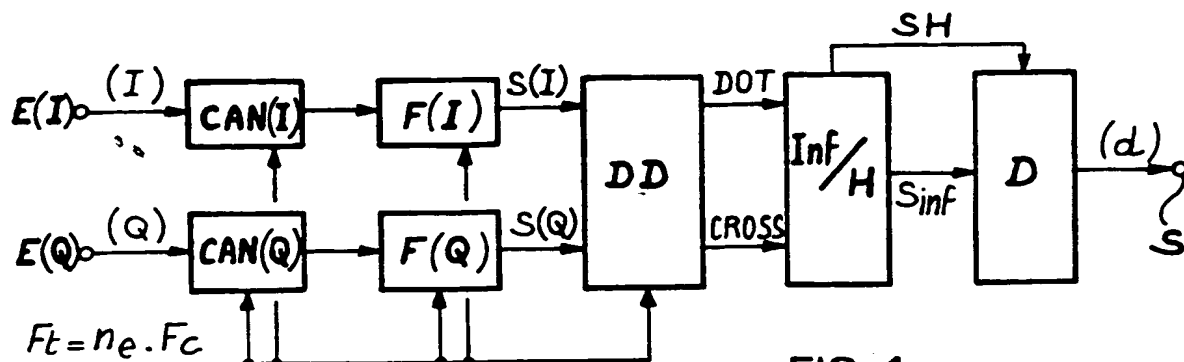 SH
(I) S(I) DOT (d)
E(I) CAN(I) F(I) DD Inf/H D
Sinf
(Q) S(Q) CROSS S
E(Q) CAN(Q) F(Q)
Ft = ne . Fc